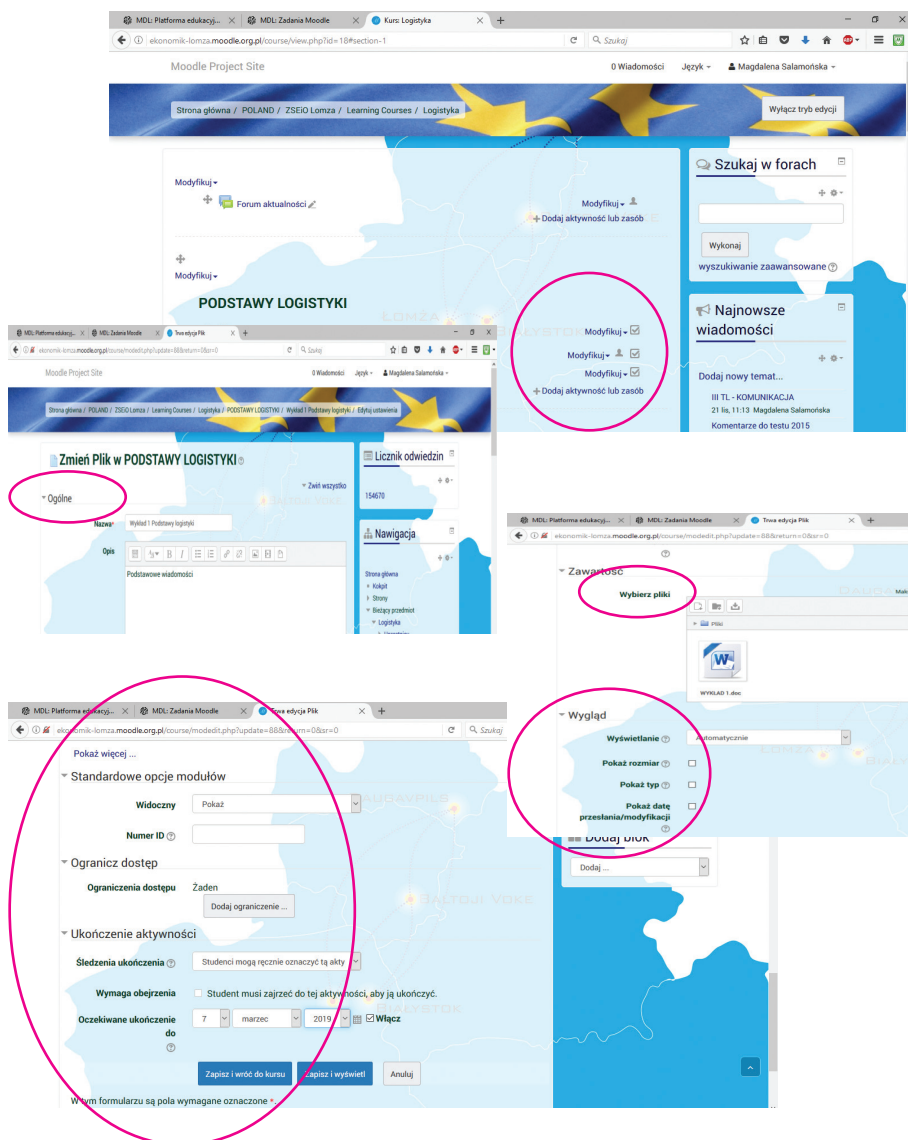 MDL: Platforma edukacyj... MDL: Zadania Moodle Kurs: Logistyka
ekonomik-lomza.moodle.org.pl/course/view.php?id=18#section-1 Szukaj
Moodle Project Site 0 Wiadomości Język Magdalena Salamońska
Strona główna / POLAND / ZSEiO Lomza / Learning Courses / Logistyka Wyłącz tryb edycji
Modyfikuj
Forum aktualności Modyfikuj
Dodaj aktywność lub zasób
Modyfikuj
PODSTAWY LOGISTYKI
Modyfikuj
Modyfikuj
Modyfikuj
Dodaj aktywność lub zasób
ŁOMŻA
Szukaj w forach
Wykonaj
wyszukiwanie zaawansowane
Najnowsze
wiadomości
Dodaj nowy temat...
III TL - KOMUNIKACJA
21 lis, 11:13 Magdalena Salamońska
Komentarze do testu 2015
MDL: Platforma edukacyj... MDL: Zadania Moodle Trwa edycja Plik
ekonomik-lomza.moodle.org.pl/course/modedit.php?update=88&return=0&sr=0 Szukaj
Moodle Project Site 0 Wiadomości Język Magdalena Salamońska
Strona główna / POLAND / ZSEiO Lomza / Learning Courses / Logistyka / PODSTAWY LOGISTYKI / Wykład 1 Podstawy logistyki / Edytuj ustawienia
Zmień Plik w PODSTAWY LOGISTYKI
Zwiń wszystko
Ogólne
Nazwa* Wykład 1 Podstawy logistyki
Opis
Podstawowe wiadomości
Licznik odwiedzin
154670
Nawigacja
Strona główna
Kokpit
Strony
Bieżący przedmiot
Logistyka
MDL: Platforma edukacyj... MDL: Zadania Moodle Trwa edycja Plik
ekonomik-lomza.moodle.org.pl/course/modedit.php?update=88&return=0&sr=0
Zawartość
Wybierz pliki
Pliki
WYKLAD 1.doc
Wygląd
Wyświetlanie Automatycznie
Pokaż rozmiar
Pokaż typ
Pokaż datę
przesłania/modyfikacji
Dodaj blok
Dodaj ...
MDL: Platforma edukacyj... MDL: Zadania Moodle Trwa edycja Plik
ekonomik-lomza.moodle.org.pl/course/modedit.php?update=88&return=0&sr=0 Szukaj
Pokaż więcej ...
Standardowe opcje modułów
Widoczny Pokaż
Numer ID
Ogranicz dostęp
Ograniczenia dostępu Żaden
Dodaj ograniczenie ...
Ukończenie aktywności
Śledzenia ukończenia Studenci mogą ręcznie oznaczyć tą akty
Wymaga obejrzenia Student musi zajrzeć do tej aktywności, aby ją ukończyć.
Oczekiwane ukończenie 7 marzec 2019 Włącz
do
Zapisz i wróć do kursu Zapisz i wyświetl Anuluj
W tym formularzu są pola wymagane oznaczone *.